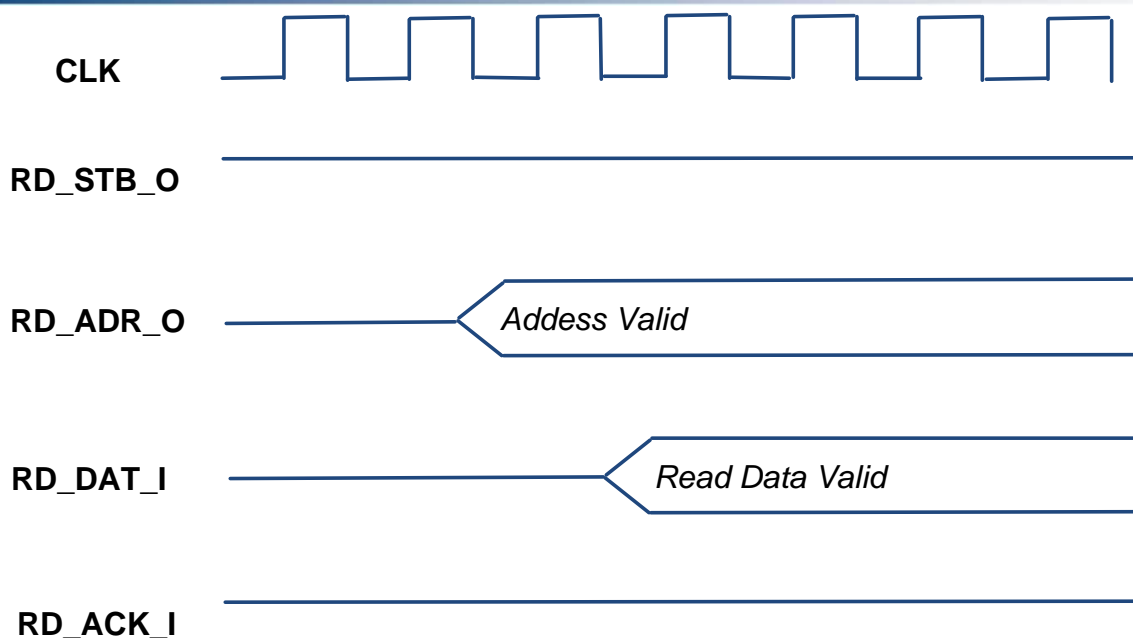 CLK
RD_STB_O
RD_ADR_O
Addess Valid
RD_DAT_I
Read Data Valid
RD_ACK_I